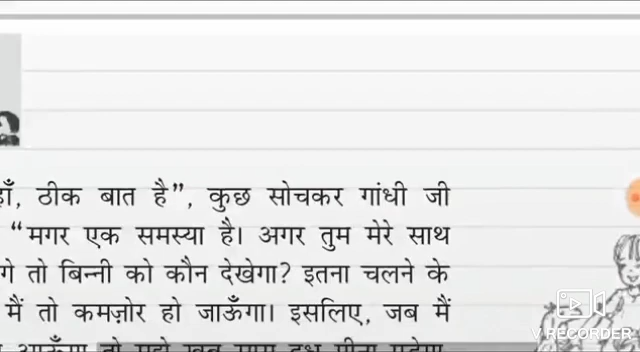 ठीक बात है”, कुछ सोचकर गांधी जी
“मगर एक समस्या है। अगर तुम मेरे साथ
गे तो बिन्नी को कौन देखेगा? इतना चलने के
मैं तो कमज़ोर हो जाऊँगा। इसलिए, जब मैं
V RECORDER